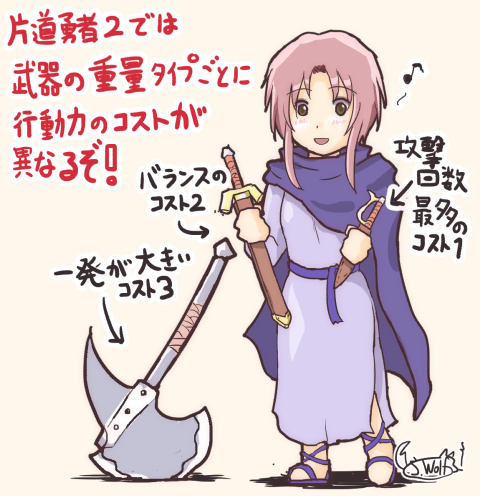 片道勇者2では
武器の重量タイプごとに
行動力のコストが
異なるぞ!
バランスの
コスト2
攻撃
回数
最多の
コスト1
一発が大きい
コスト3
S.Wolf